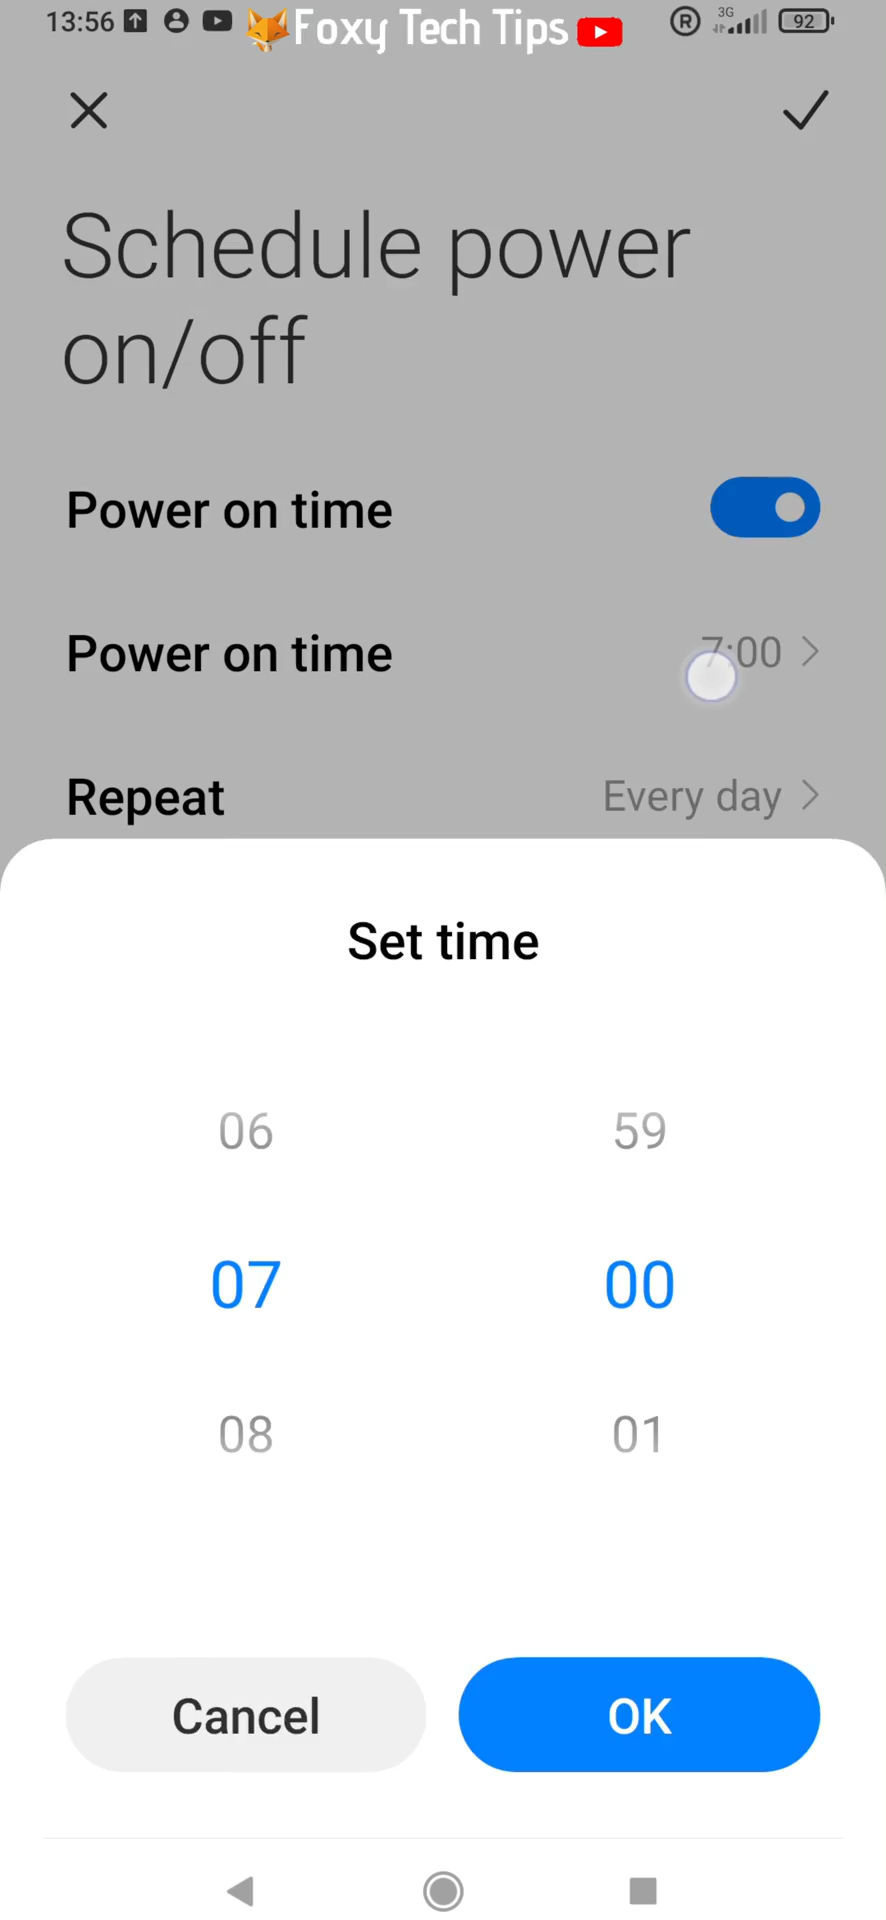 13:56 Foxy Tech Tips R 3G 92
Schedule power
on/off
Power on time
Power on time 7:00
Repeat Every day
Set time
06 59
07 00
08 01
Cancel OK